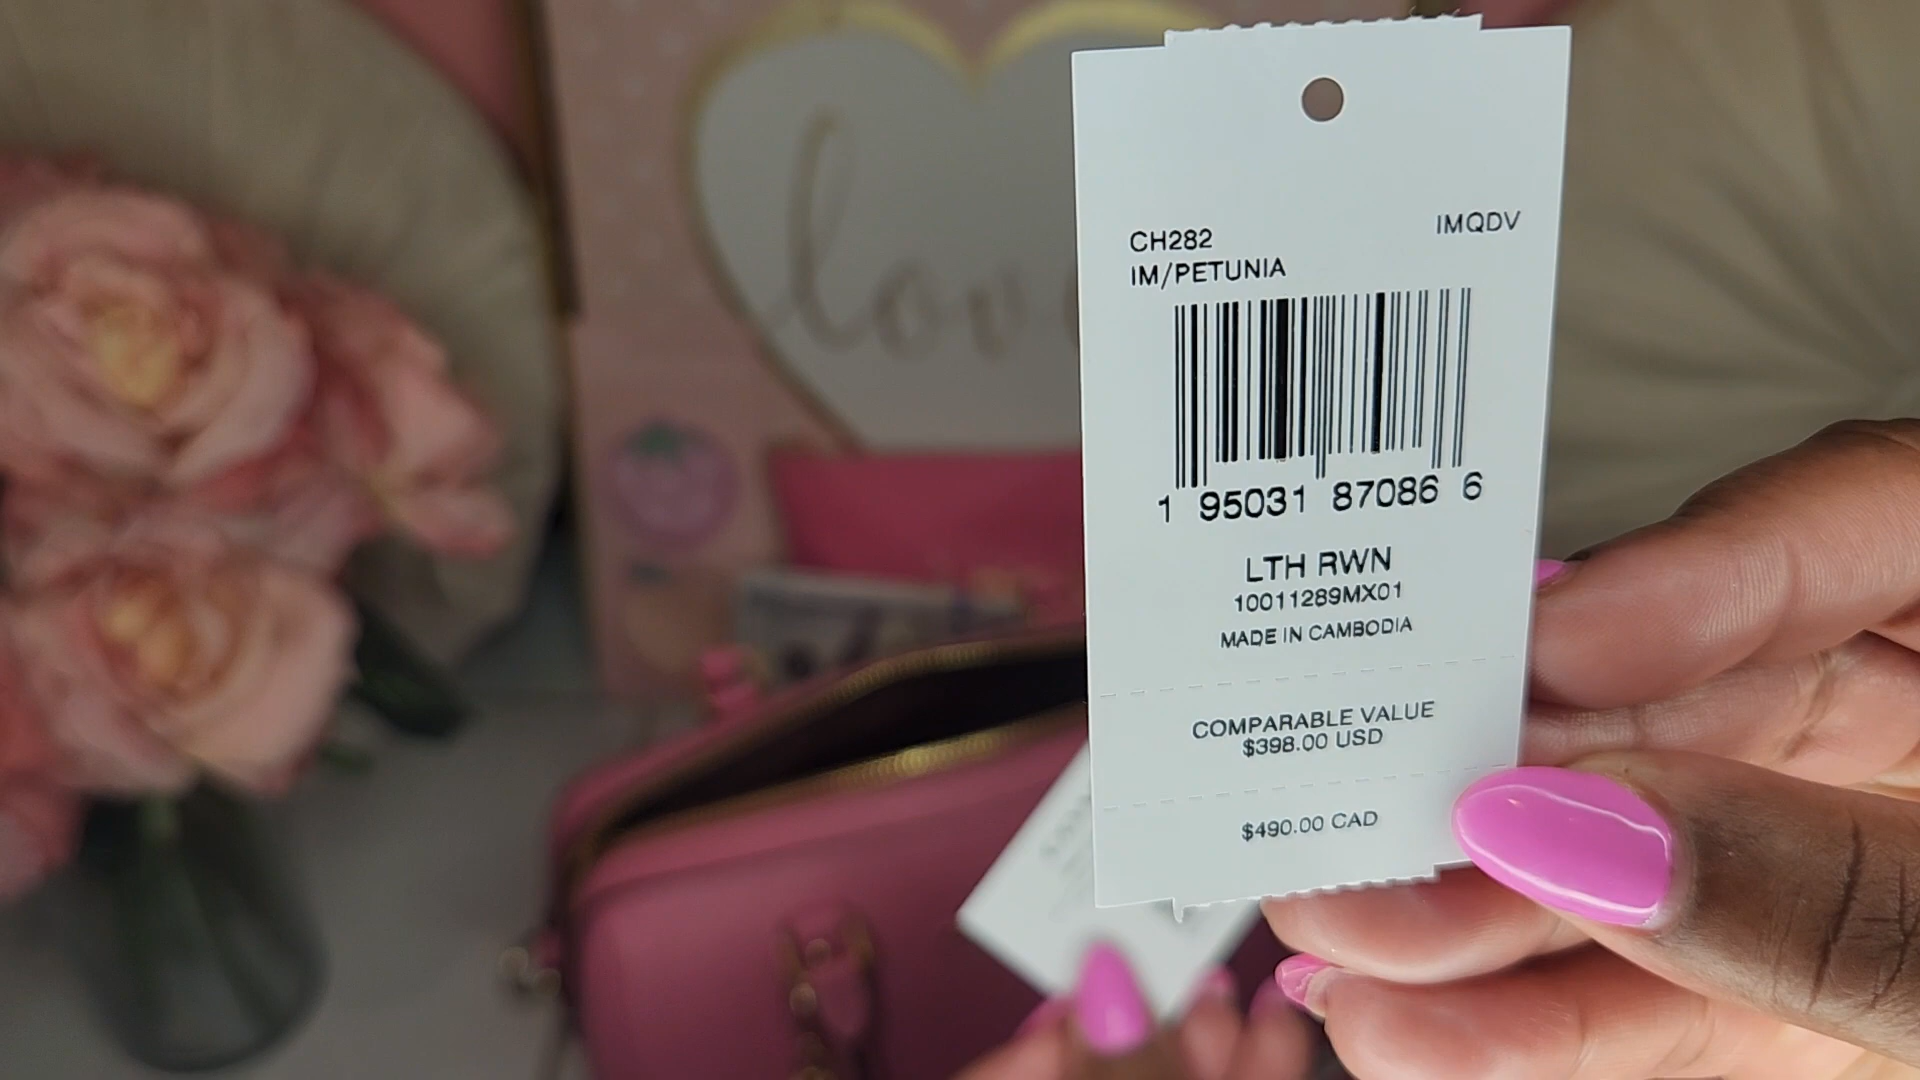 love
CH282 IMQDV
IM/PETUNIA
1 95031 87086 6
LTH RWN
10011289MX01
MADE IN CAMBODIA
COMPARABLE VALUE
$398.00 USD
$490.00 CAD